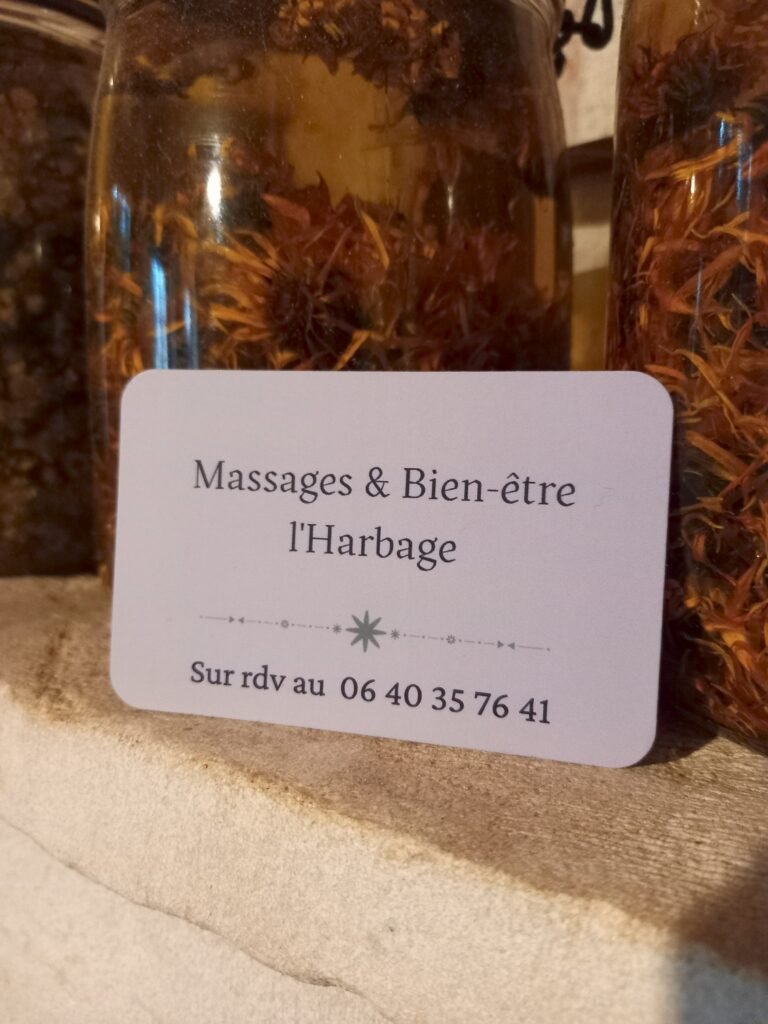 Massages & Bien-être
l'Harbage
Sur rdv au 06 40 35 76 41